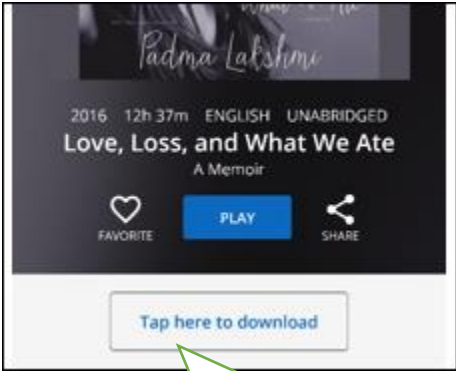 Padma Lakshmi
2016 12h 37m ENGLISH UNABRIDGED
Love, Loss, and What We Ate
A Memoir
FAVORITE PLAY SHARE
Tap here to download